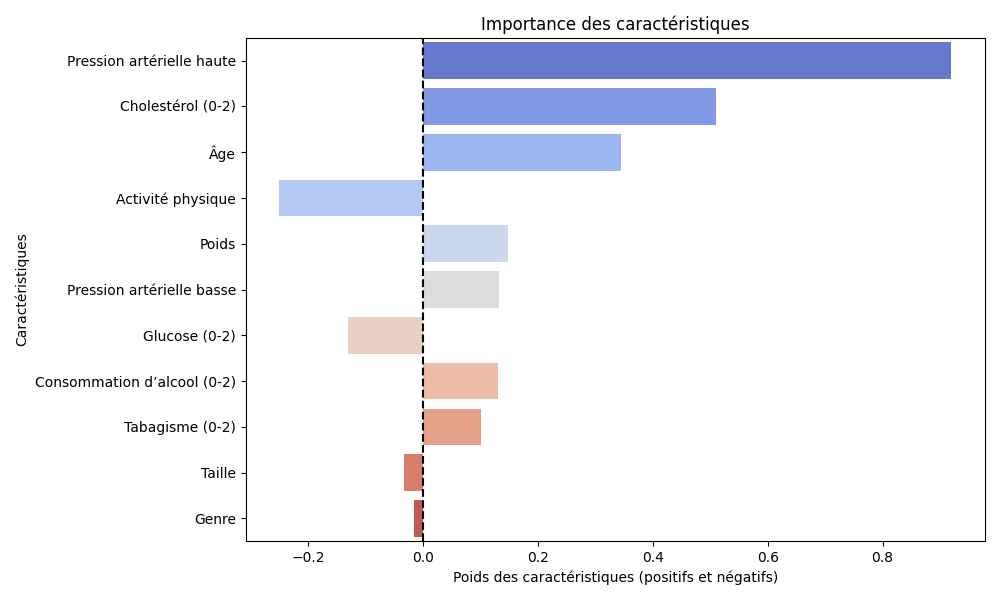 Importance des caractéristiques
Caractéristiques
Pression artérielle haute
Cholestérol (0-2)
Âge
Activité physique
Poids
Pression artérielle basse
Glucose (0-2)
Consommation d’alcool (0-2)
Tabagisme (0-2)
Taille
Genre
−0.2 0.0 0.2 0.4 0.6 0.8
Poids des caractéristiques (positifs et négatifs)